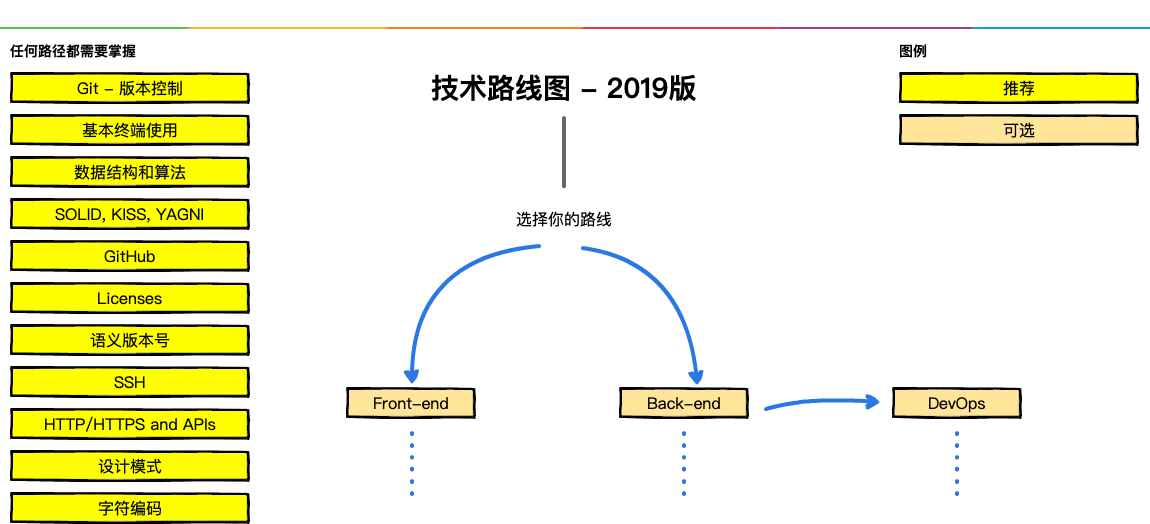 任何路径都需要掌握
Git - 版本控制
基本终端使用
数据结构和算法
SOLID, KISS, YAGNI
GitHub
Licenses
语义版本号
SSH
HTTP/HTTPS and APIs
设计模式
字符编码
技术路线图 - 2019版
选择你的路线
Front-end
Back-end
DevOps
图例
推荐
可选